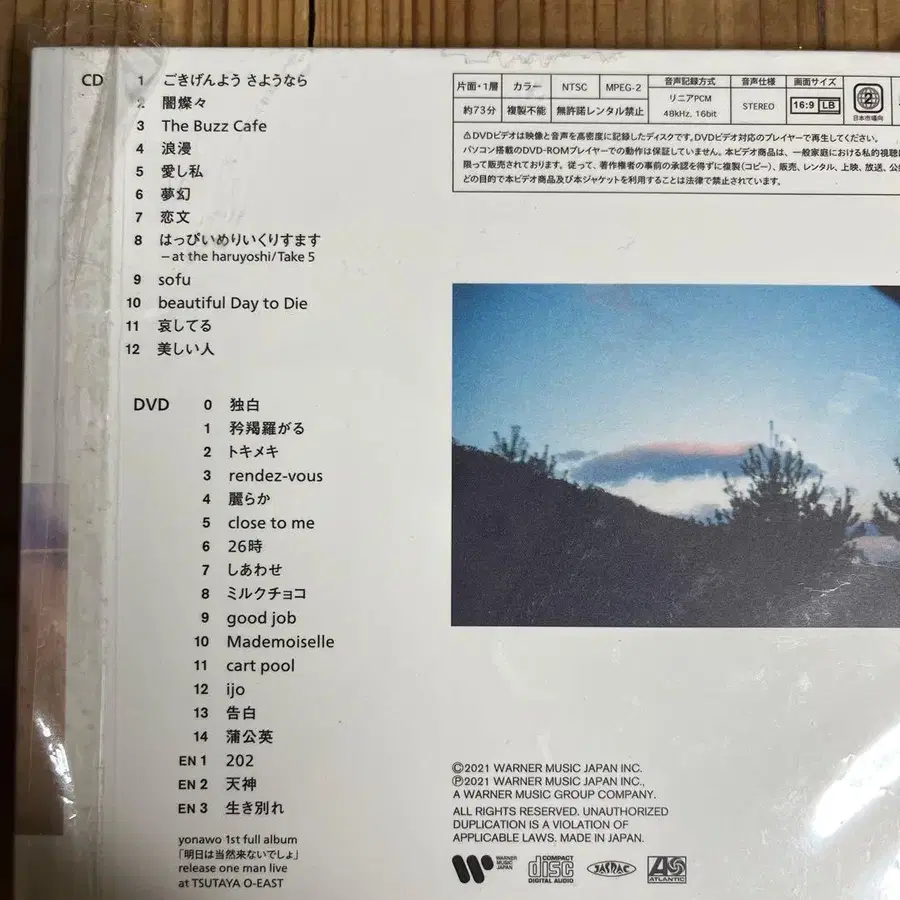 CD
1 ごきげんよう さようなら
2 闇燦々
3 The Buzz Cafe
4 浪漫
5 愛し私
6 夢幻
7 恋文
8 はっぴいめりいくりすます
－at the haruyoshi/Take 5
9 sofu
10 beautiful Day to Die
11 哀してる
12 美しい人
DVD
0 独白
1 矜羯羅がる
2 トキメキ
3 rendez-vous
4 麗らか
5 close to me
6 26時
7 しあわせ
8 ミルクチョコ
9 good job
10 Mademoiselle
11 cart pool
12 ijo
13 告白
14 蒲公英
EN 1 202
EN 2 天神
EN 3 生き別れ
yonawo 1st full album
「明日は当然来ないでしょ」
release one man live
at TSUTAYA O-EAST
片面・1層 カラー NTSC MPEG-2
約73分 複製不能 無許諾レンタル禁止
音声記録方式
リニアPCM
48kHz. 16bit
音声仕様
STEREO
画面サイズ
16:9 LB
2
日本市場向
⚠DVDビデオは映像と音声を高密度に記録したディスクです。DVDビデオ対応のプレイヤーで再生してください。
パソコン搭載のDVD-ROMプレイヤーでの動作は保証していません。本ビデオ商品は、一般家庭における私的視聴に
限って販売されております。従って、著作権者の事前の承認を得ずに複製(コピー)、販売、レンタル、上映、放送、公
どの目的で本ビデオ商品及び本ジャケットを利用することは法律で禁止されています。
©2021 WARNER MUSIC JAPAN INC.
℗2021 WARNER MUSIC JAPAN INC.,
A WARNER MUSIC GROUP COMPANY.
ALL RIGHTS RESERVED. UNAUTHORIZED
DUPLICATION IS A VIOLATION OF
APPLICABLE LAWS. MADE IN JAPAN.
WARNER
MUSIC
JAPAN
COMPACT
disc
DIGITAL AUDIO
JASRAC
ATLANTIC